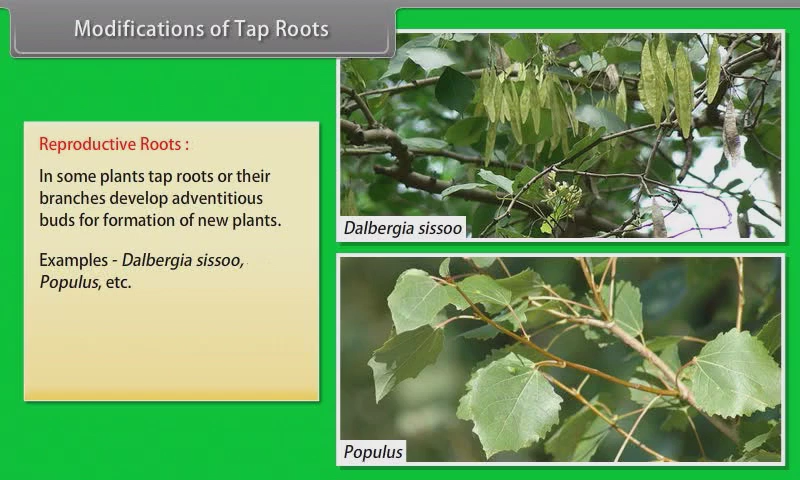 Modifications of Tap Roots
Reproductive Roots :
In some plants tap roots or their
branches develop adventitious
buds for formation of new plants.
Examples - Dalbergia sissoo,
Populus, etc.
Dalbergia sissoo
Populus